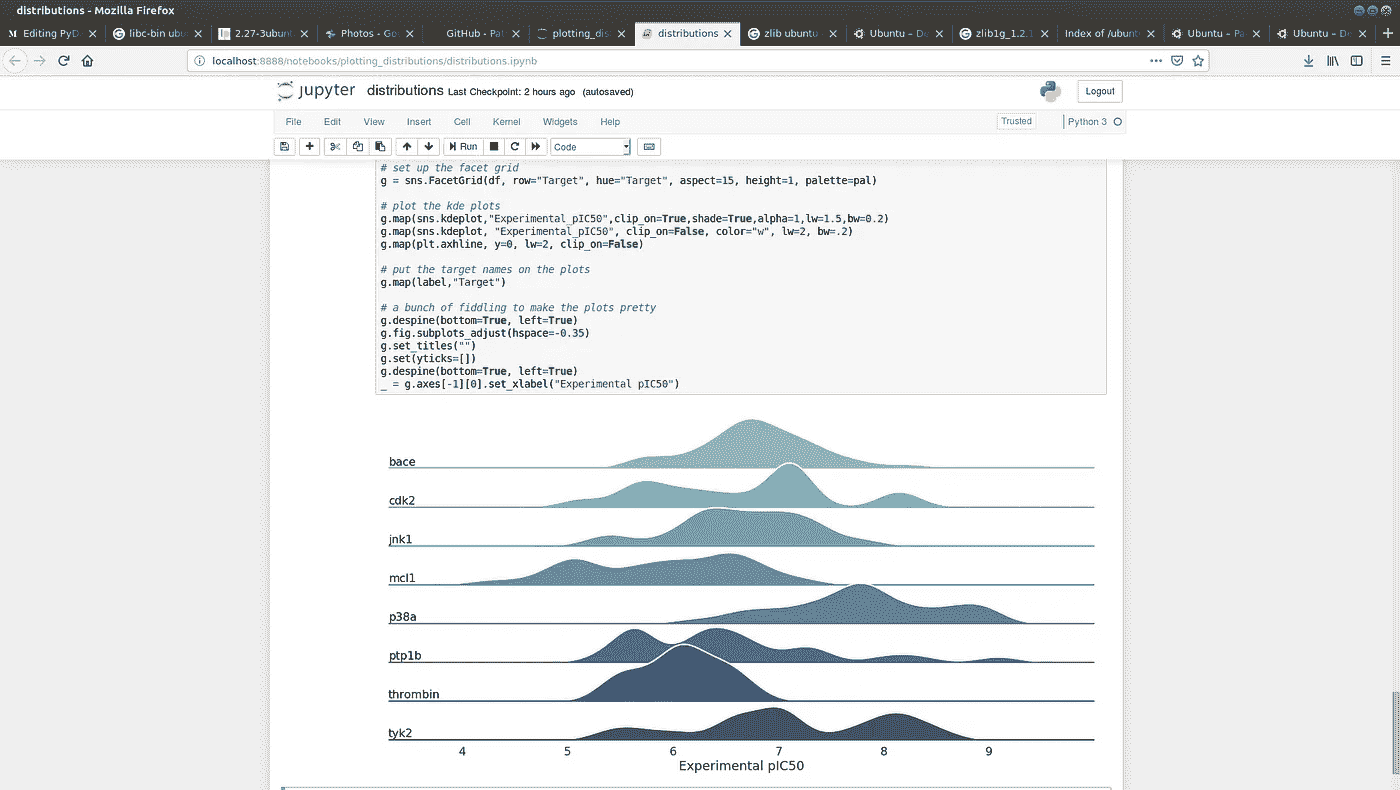 distributions - Mozilla Firefox
Editing PyD
libc-bin ubu
2.27-3ubunt
Photos - Go
GitHub - Pat
plotting_dis
distributions
zlib ubuntu
Ubuntu – De
zlib1g_1.2.1
Index of /ubunt
Ubuntu – Pa
Ubuntu – De
localhost:8888/notebooks/plotting_distributions/distributions.ipynb
jupyter distributions Last Checkpoint: 2 hours ago (autosaved)
Logout
File Edit View Insert Cell Kernel Widgets Help
Trusted
Python 3
Run
Code
# set up the facet grid
g = sns.FacetGrid(df, row="Target", hue="Target", aspect=15, height=1, palette=pal)
# plot the kde plots
g.map(sns.kdeplot,"Experimental_pIC50",clip_on=True,shade=True,alpha=1,lw=1.5,bw=0.2)
g.map(sns.kdeplot, "Experimental_pIC50", clip_on=False, color="w", lw=2, bw=.2)
g.map(plt.axhline, y=0, lw=2, clip_on=False)
# put the target names on the plots
g.map(label,"Target")
# a bunch of fiddling to make the plots pretty
g.despine(bottom=True, left=True)
g.fig.subplots_adjust(hspace=-0.35)
g.set_titles("")
g.set(yticks=[])
g.despine(bottom=True, left=True)
_ = g.axes[-1][0].set_xlabel("Experimental pIC50")
bace
cdk2
jnk1
mcl1
p38a
ptp1b
thrombin
tyk2
4 5 6 7 8 9
Experimental pIC50